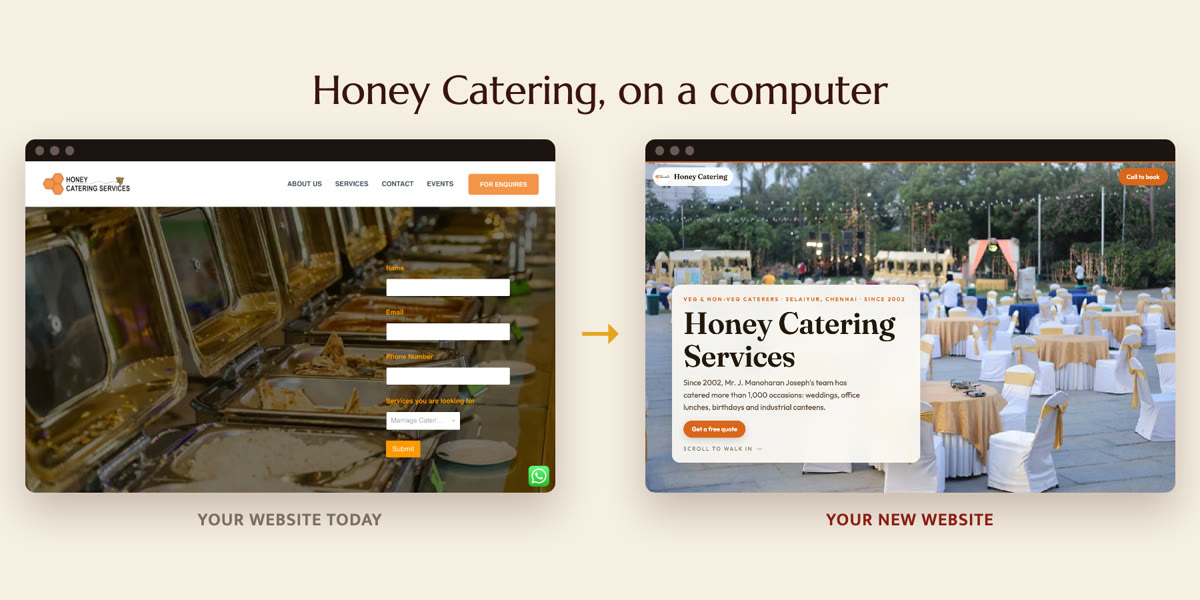 Honey Catering, on a computer
HONEY
CATERING SERVICES
ABOUT US
SERVICES
CONTACT
EVENTS
FOR ENQUIRES
Name
Email
Phone Number
Services you are looking for
Marriage Cateri...
Submit
YOUR WEBSITE TODAY
Honey Catering
Call to book
VEG & NON-VEG CATERERS · SELAIYUR, CHENNAI · SINCE 2002
Honey Catering
Services
Since 2002, Mr. J. Manoharan Joseph's team has
catered more than 1,000 occasions: weddings, office
lunches, birthdays and industrial canteens.
Get a free quote
SCROLL TO WALK IN —
YOUR NEW WEBSITE